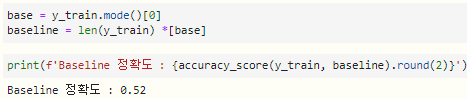 base = y_train.mode()[0]
baseline = len(y_train) *[base]
print(f'Baseline 정확도 : {accuracy_score(y_train, baseline).round(2)}')
Baseline 정확도 : 0.52